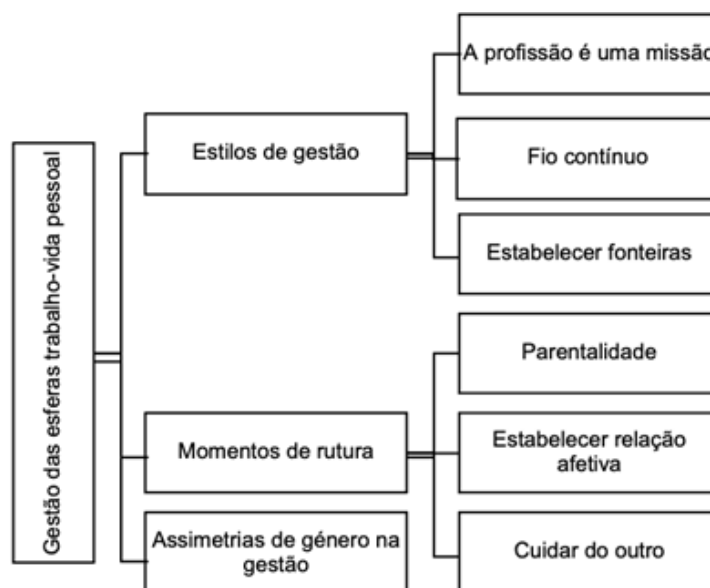 Gestão das esferas trabalho-vida pessoal
Estilos de gestão
A profissão é uma missão
Fio contínuo
Estabelecer fonteiras
Momentos de rutura
Parentalidade
Estabelecer relação
afetiva
Cuidar do outro
Assimetrias de género na
gestão